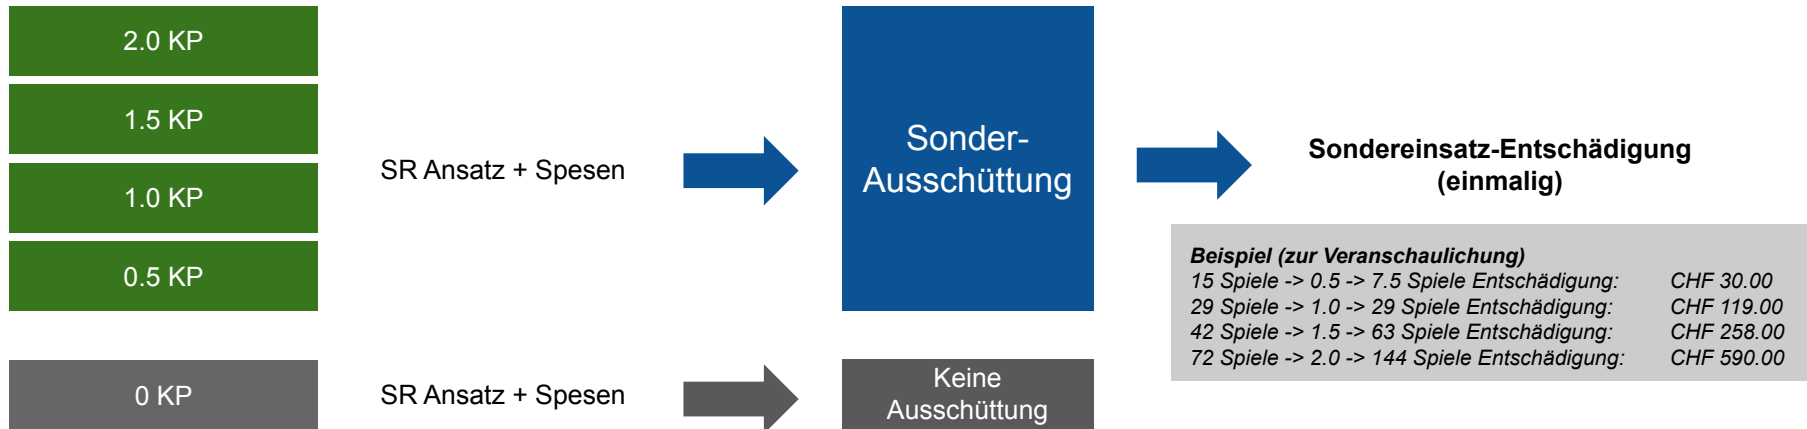 2.0 KP
1.5 KP
1.0 KP
0.5 KP
SR Ansatz + Spesen
Sonder-
Ausschüttung
Sondereinsatz-Entschädigung
(einmalig)
Beispiel (zur Veranschaulichung)
15 Spiele -> 0.5 -> 7.5 Spiele Entschädigung: CHF 30.00
29 Spiele -> 1.0 -> 29 Spiele Entschädigung: CHF 119.00
42 Spiele -> 1.5 -> 63 Spiele Entschädigung: CHF 258.00
72 Spiele -> 2.0 -> 144 Spiele Entschädigung: CHF 590.00
0 KP
SR Ansatz + Spesen
Keine
Ausschüttung